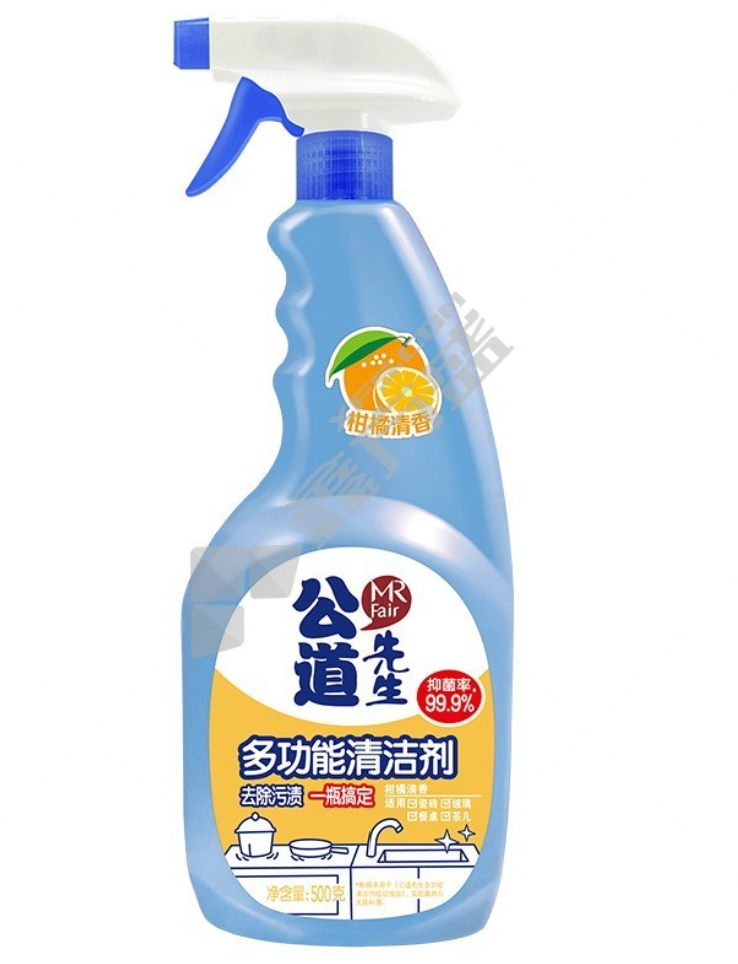 柑橘清香
MR
Fair
公道
先生
抑菌率*
99.9%
多功能清洁剂
去除污渍 一瓶搞定
柑橘清香
适用☑瓷砖☑玻璃
☑餐桌☑茶几
净含量:500克